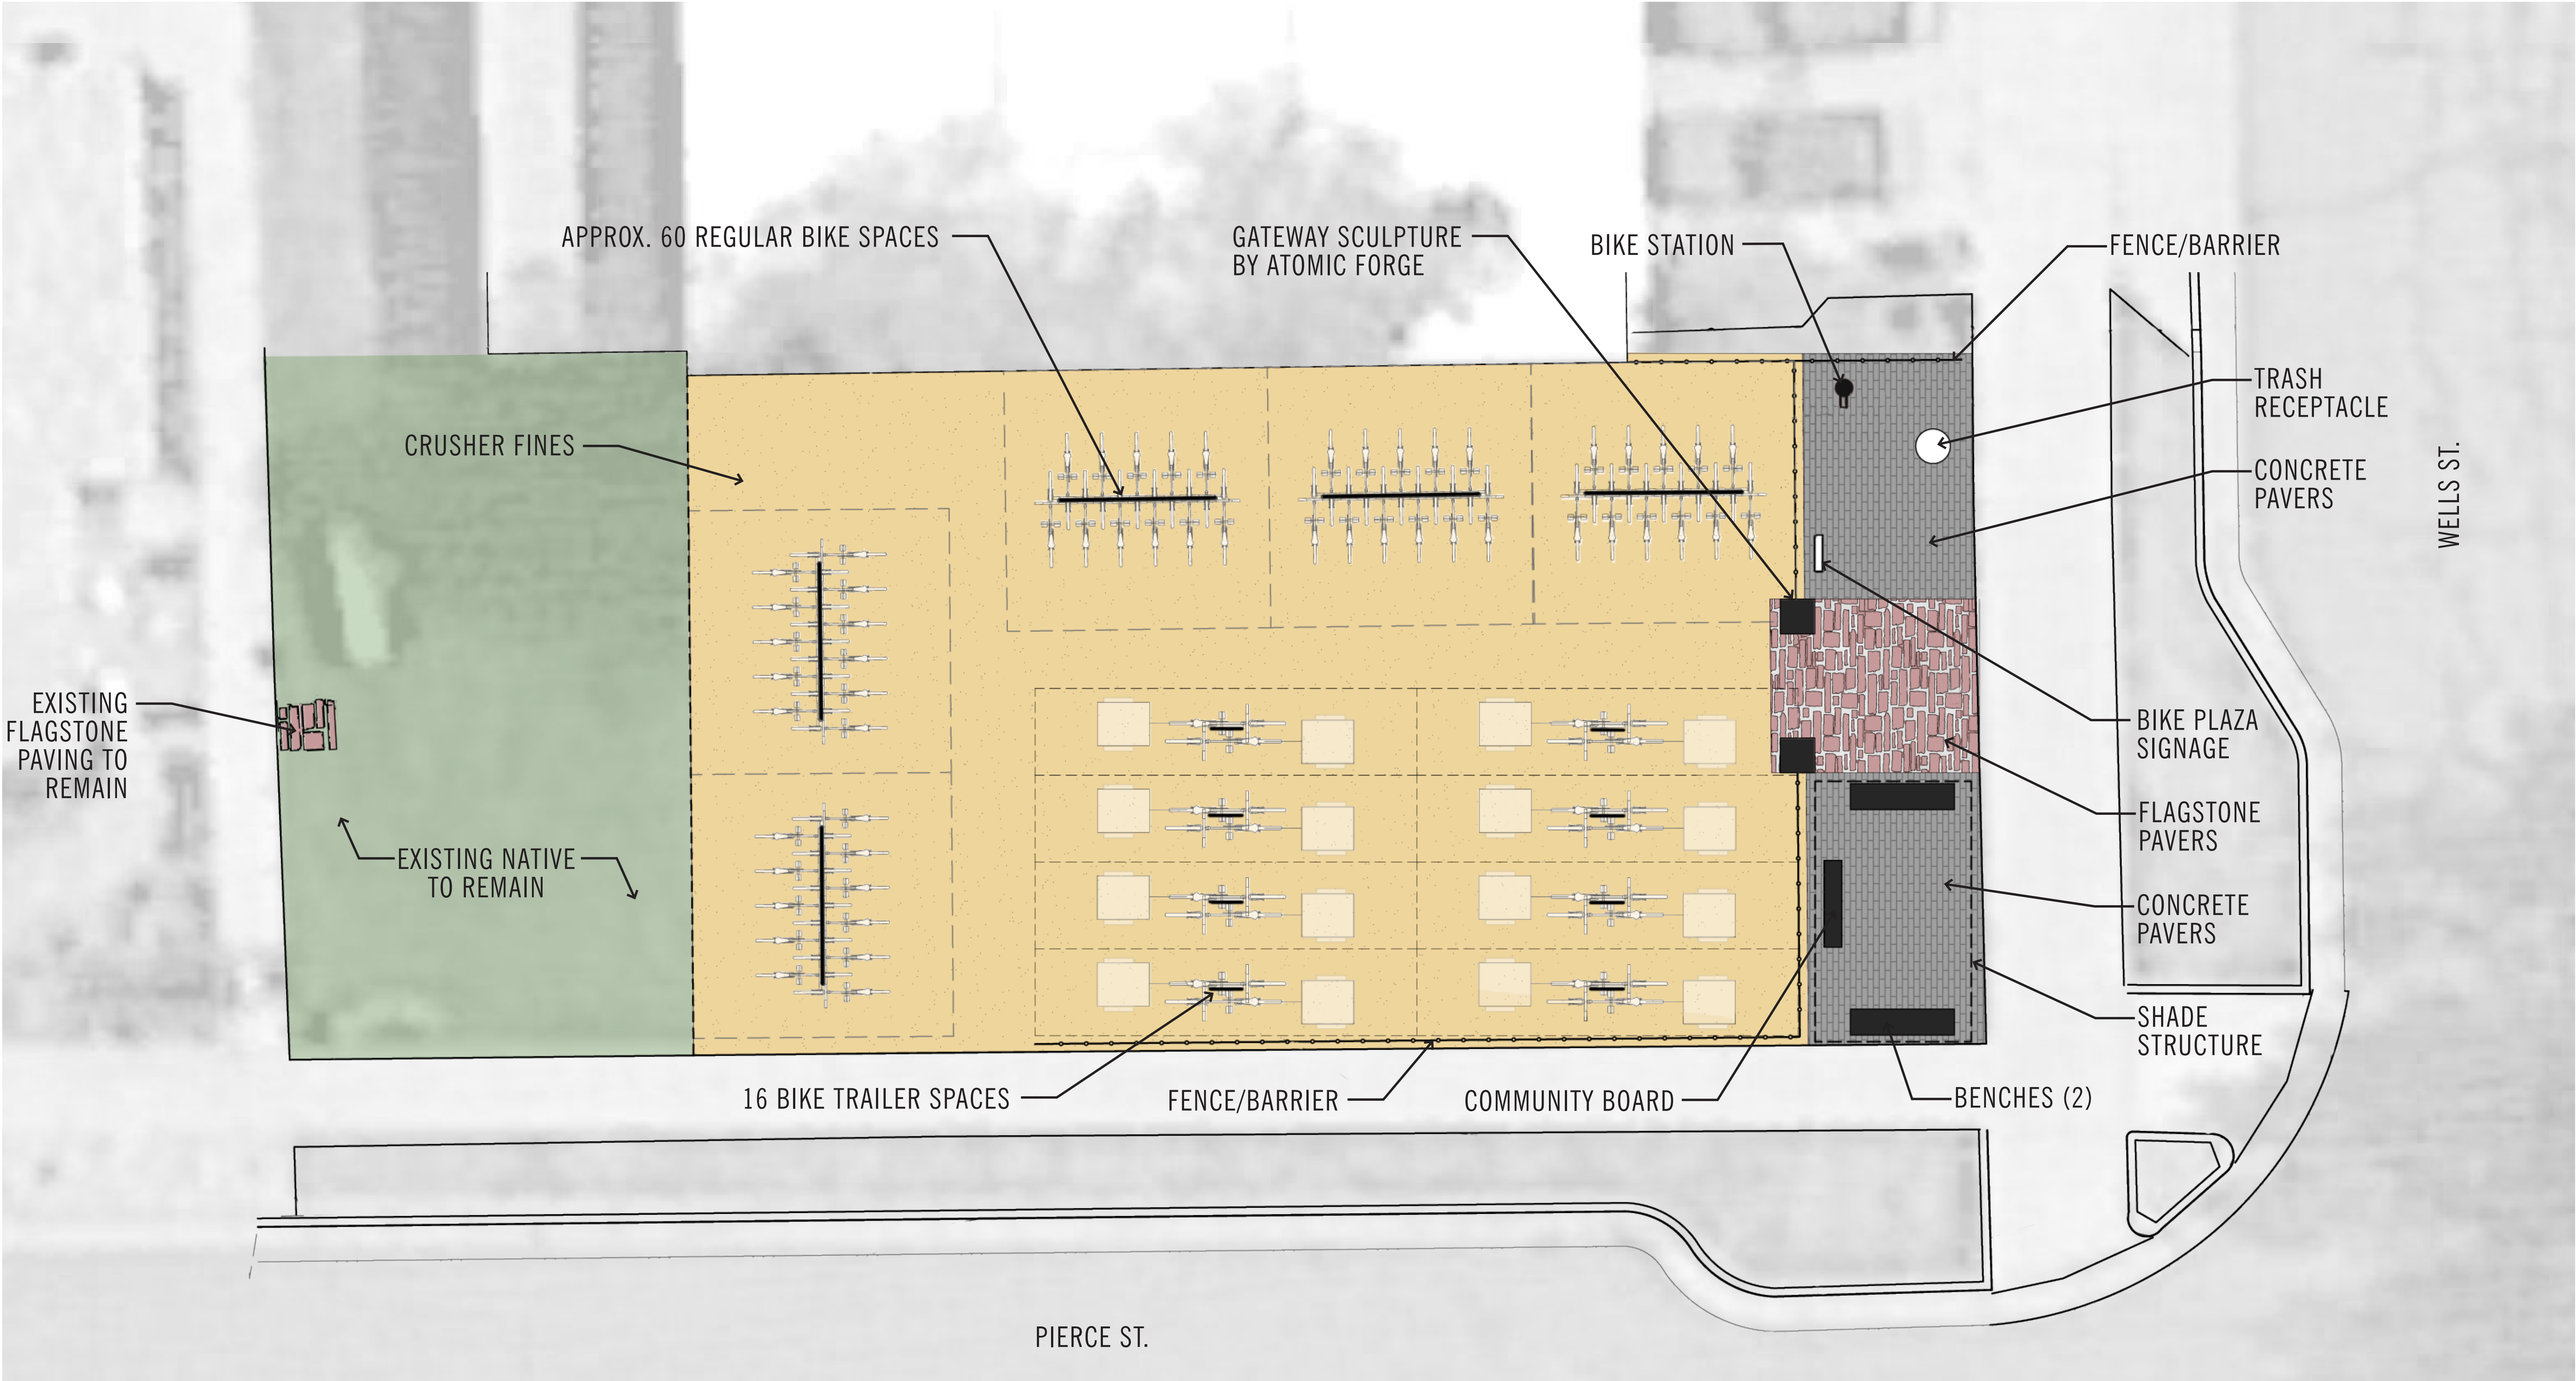 APPROX. 60 REGULAR BIKE SPACES
GATEWAY SCULPTURE
BY ATOMIC FORGE
BIKE STATION
FENCE/BARRIER
TRASH
RECEPTACLE
CONCRETE
PAVERS
WELLS ST.
CRUSHER FINES
EXISTING
FLAGSTONE
PAVING TO
REMAIN
BIKE PLAZA
SIGNAGE
FLAGSTONE
PAVERS
EXISTING NATIVE
TO REMAIN
CONCRETE
PAVERS
SHADE
STRUCTURE
16 BIKE TRAILER SPACES
FENCE/BARRIER
COMMUNITY BOARD
BENCHES (2)
PIERCE ST.